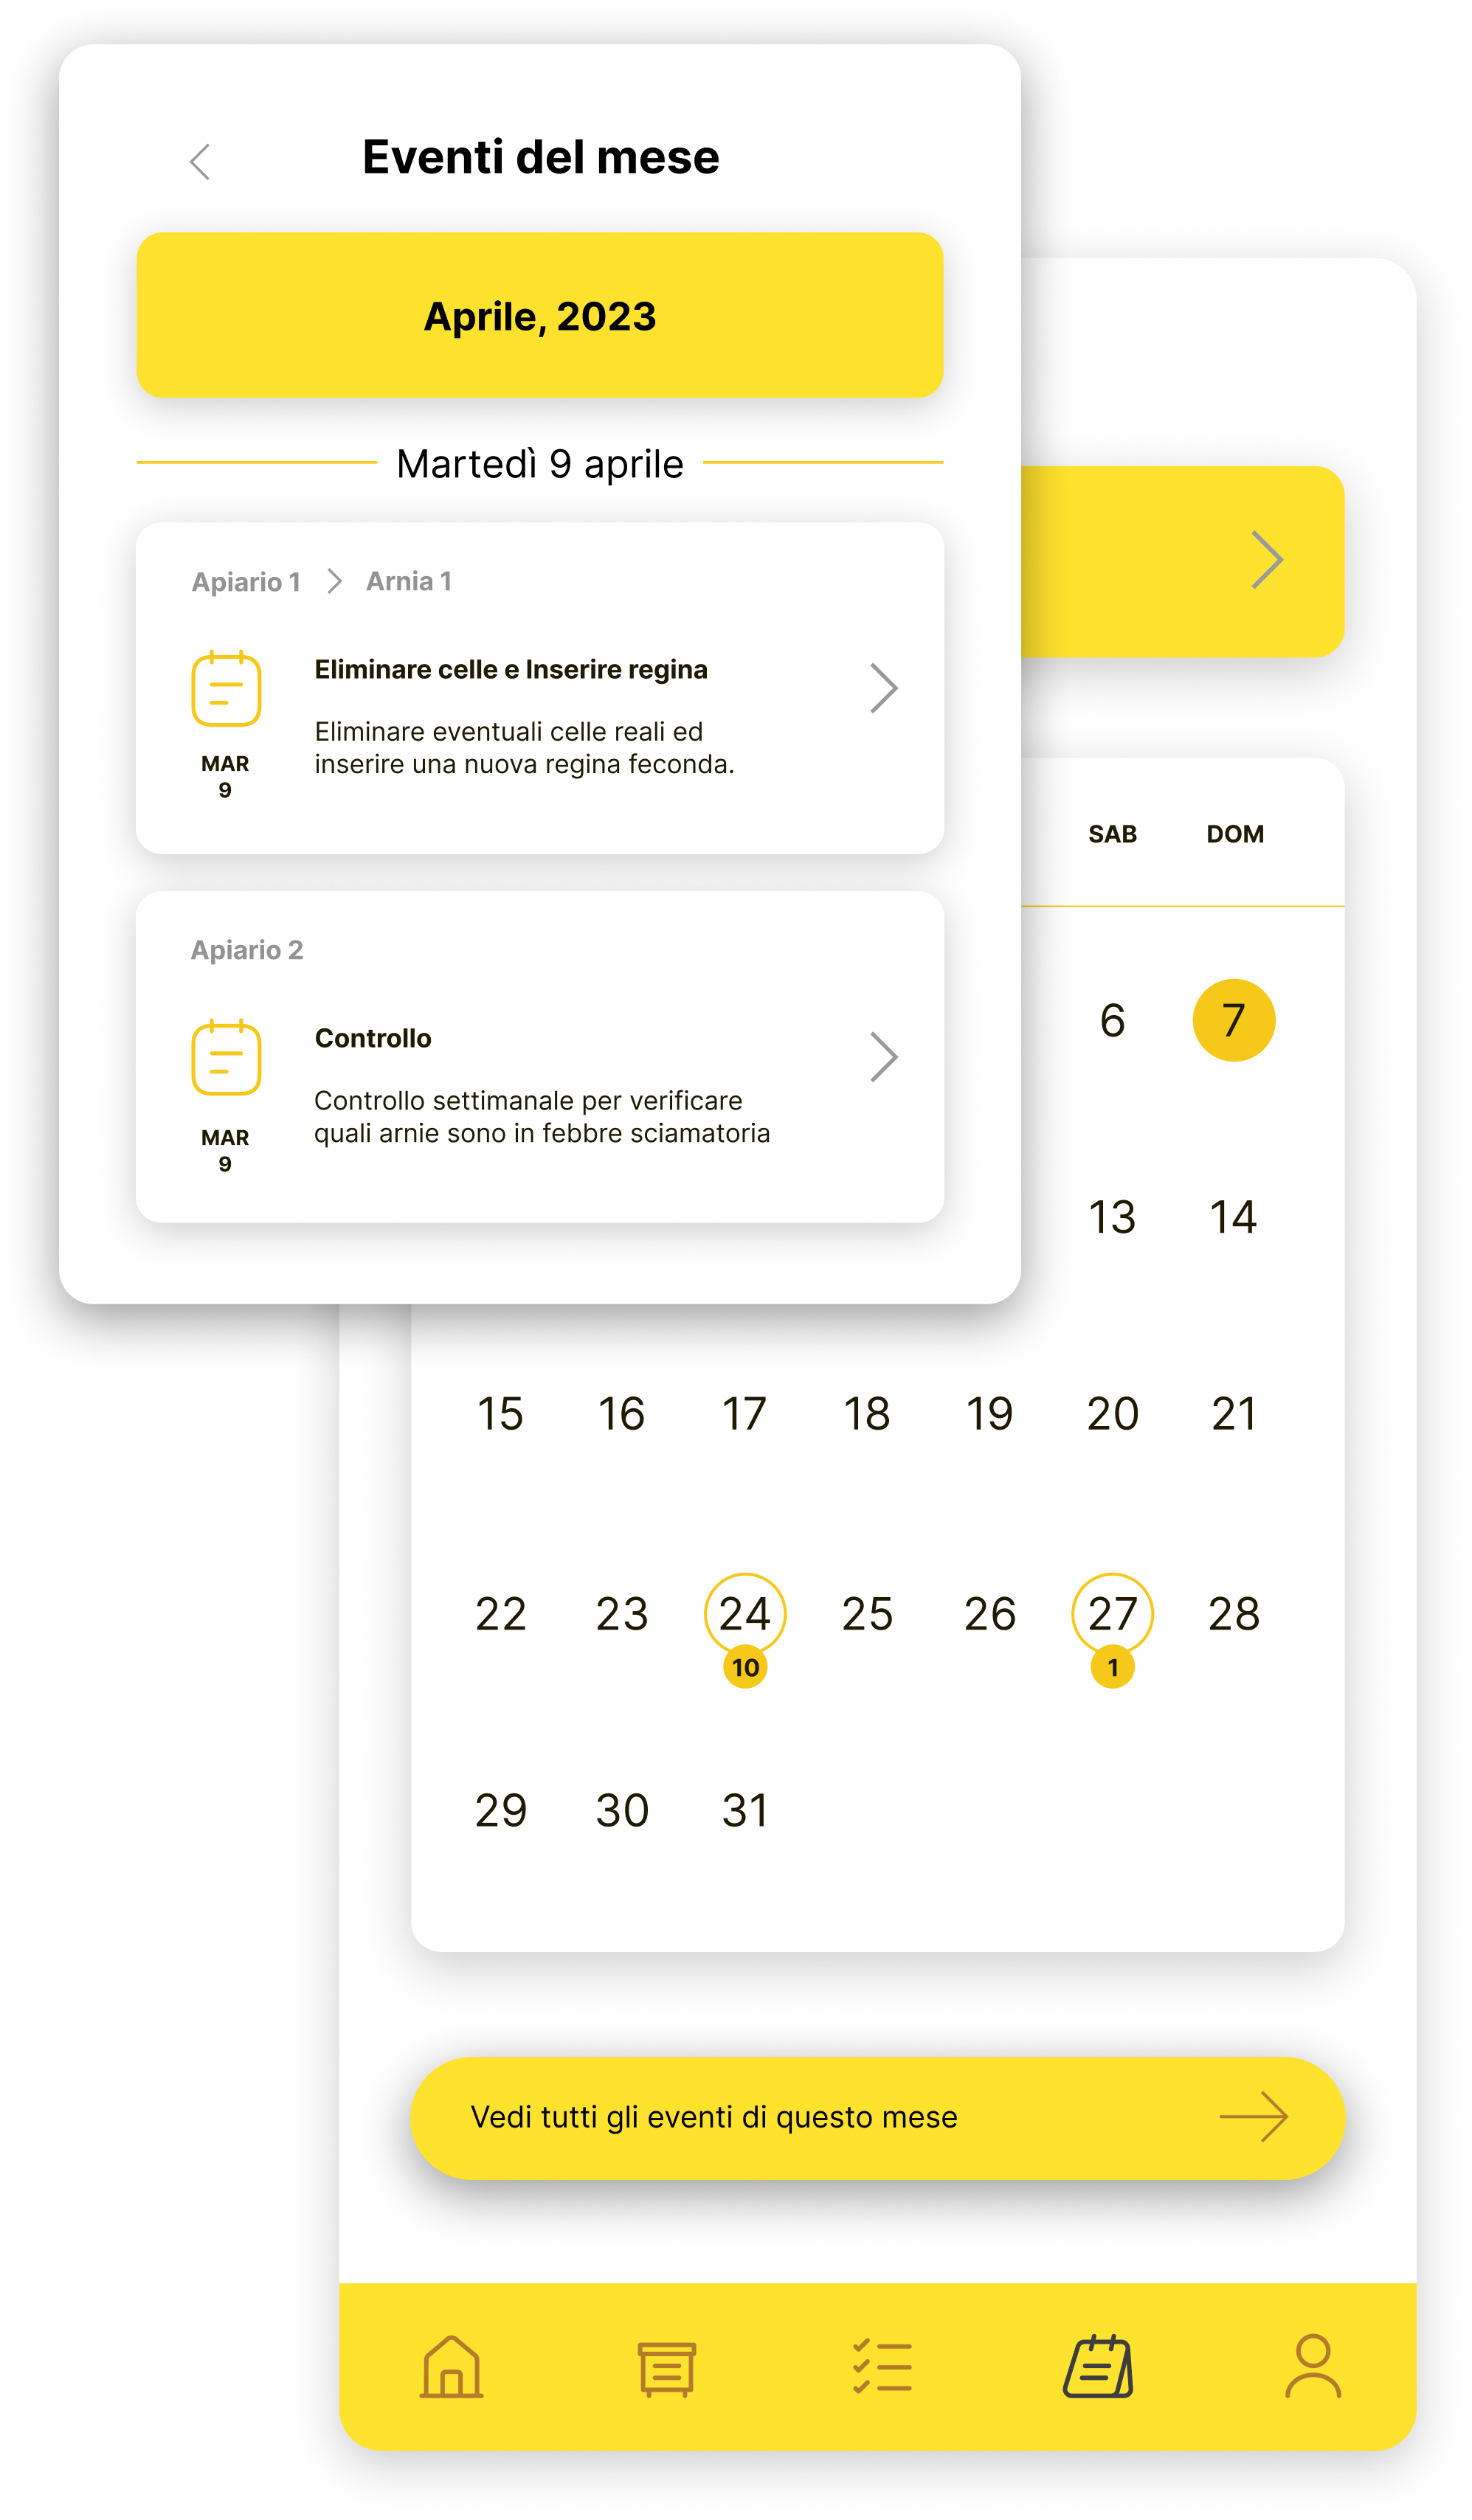 Eventi del mese
Aprile, 2023
Martedì 9 aprile
Apiario 1 > Arnia 1
Eliminare celle e Inserire regina
Eliminare eventuali celle reali ed
inserire una nuova regina feconda.
MAR
9
Apiario 2
Controllo
Controllo settimanale per verificare
quali arnie sono in febbre sciamatoria
MAR
9
SAB DOM
6 7
13 14
15 16 17 18 19 20 21
22 23 24 25 26 27 28
10 1
29 30 31
Vedi tutti gli eventi di questo mese